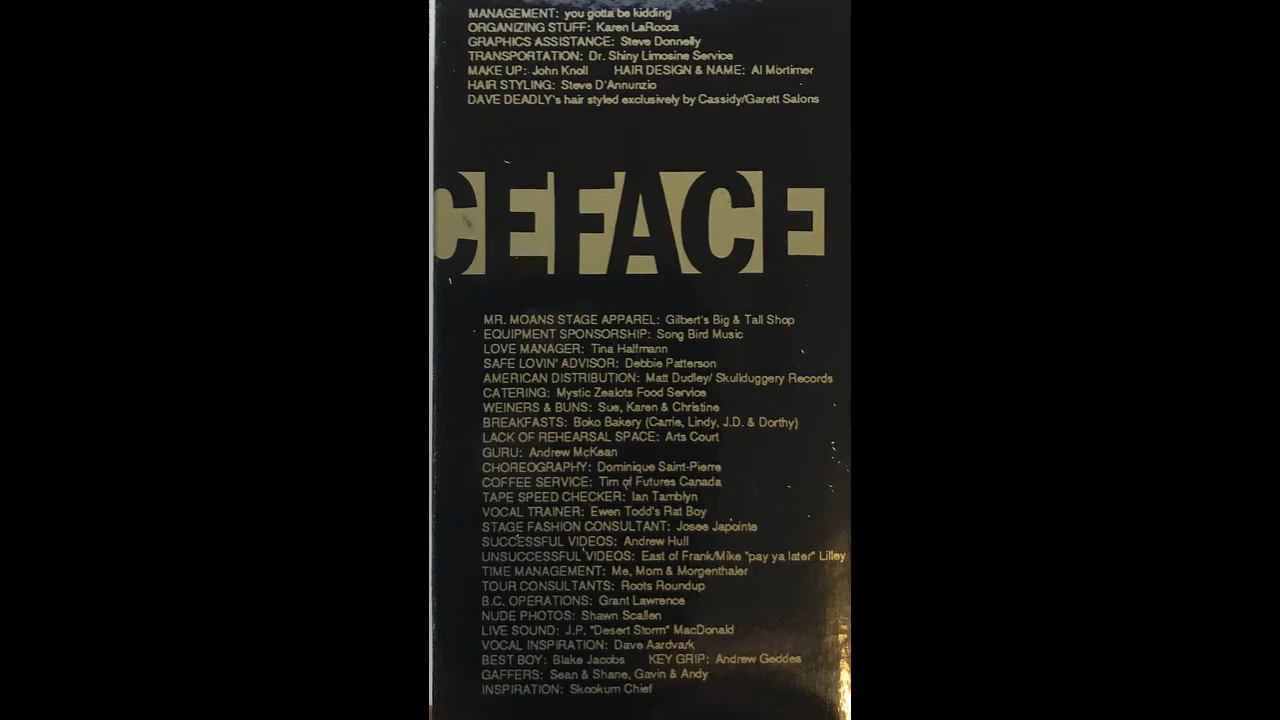 MANAGEMENT: you gotta be kidding
ORGANIZING STUFF: Karen LaRocca
GRAPHICS ASSISTANCE: Steve Donnelly
TRANSPORTATION: Dr. Shiny Limosine Service
MAKE UP: John Knoll HAIR DESIGN & NAME: Al Mortimer
HAIR STYLING: Steve D'Annunzio
DAVE DEADLY's hair styled exclusively by Cassidy/Garett Salons
CEFACE
MR. MOANS STAGE APPAREL: Gilbert's Big & Tall Shop
EQUIPMENT SPONSORSHIP: Song Bird Music
LOVE MANAGER: Tina Halfmann
SAFE LOVIN' ADVISOR: Debbie Patterson
AMERICAN DISTRIBUTION: Matt Dudley/ Skullduggery Records
CATERING: Mystic Zealots Food Service
WEINERS & BUNS: Sue, Karen & Christine
BREAKFASTS: Boko Bakery (Carrie, Lindy, J.D. & Dorthy)
LACK OF REHEARSAL SPACE: Arts Court
GURU: Andrew McKean
CHOREOGRAPHY: Dominique Saint-Pierre
COFFEE SERVICE: Tim of Futures Canada
TAPE SPEED CHECKER: Ian Tamblyn
VOCAL TRAINER: Ewen Todd's Rat Boy
STAGE FASHION CONSULTANT: Josee Japointe
SUCCESSFUL VIDEOS: Andrew Hull
UNSUCCESSFUL VIDEOS: East of Frank/Mike "pay ya later" Lilley
TIME MANAGEMENT: Me, Mom & Morgenthaler
TOUR CONSULTANTS: Roots Roundup
B.C. OPERATIONS: Grant Lawrence
NUDE PHOTOS: Shawn Scallen
LIVE SOUND: J.P. "Desert Storm" MacDonald
VOCAL INSPIRATION: Dave Aardvark
BEST BOY: Blake Jacobs KEY GRIP: Andrew Geddes
GAFFERS: Sean & Shane, Gavin & Andy
INSPIRATION: Skookum Chief